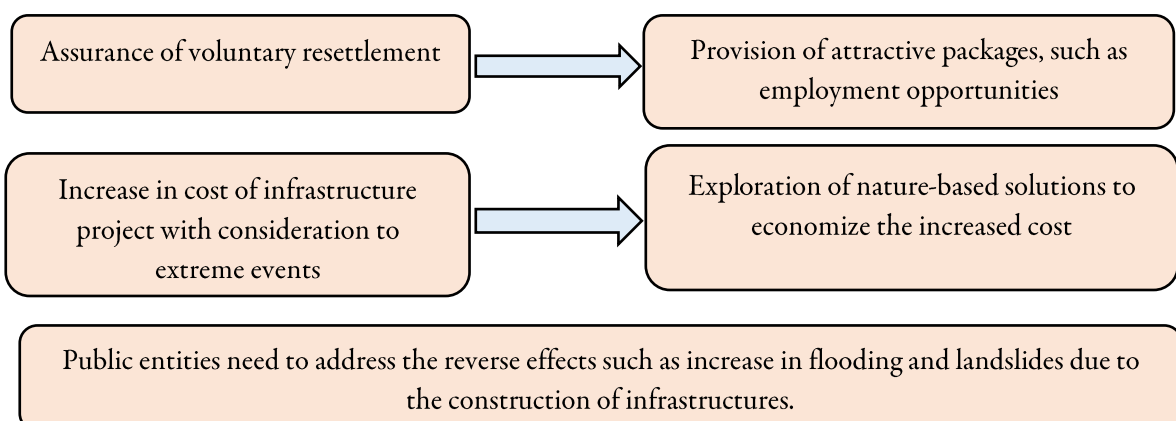 Assurance of voluntary resettlement
Provision of attractive packages, such as
employment opportunities
Increase in cost of infrastructure
project with consideration to
extreme events
Exploration of nature-based solutions to
economize the increased cost
Public entities need to address the reverse effects such as increase in flooding and landslides due to
the construction of infrastructures.